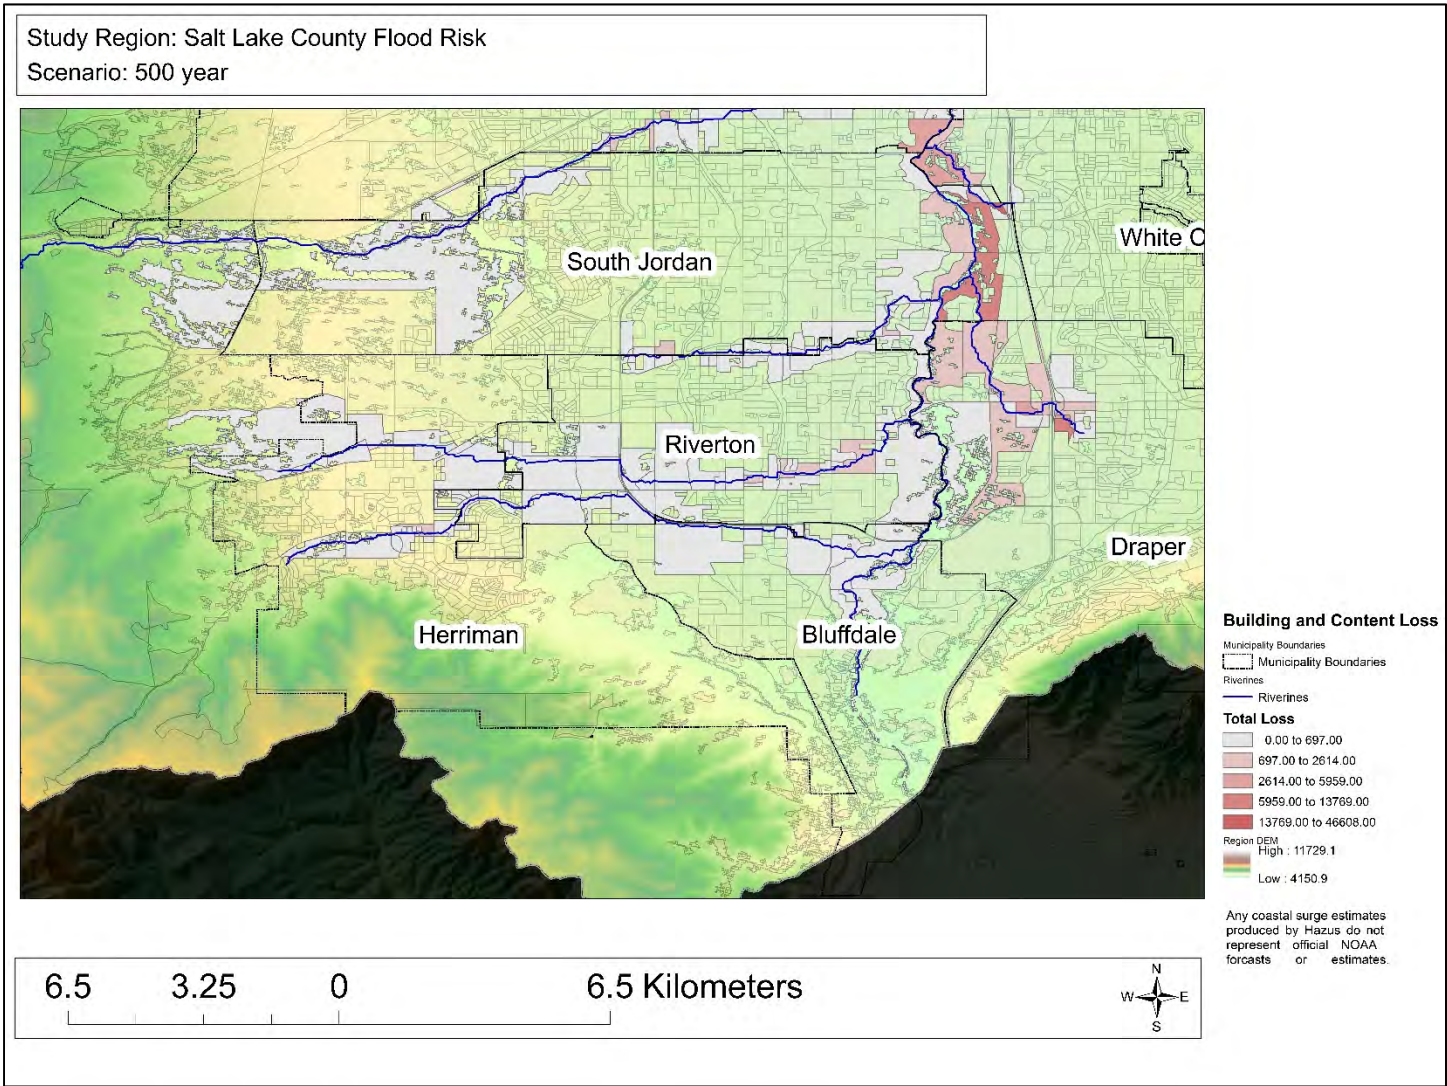 Study Region: Salt Lake County Flood Risk
Scenario: 500 year
White C
South Jordan
Riverton
Draper
Herriman
Bluffdale
Building and Content Loss
Municipality Boundaries
Municipality Boundaries
Riverines
Riverines
Total Loss
0.00 to 697.00
697.00 to 2614.00
2614.00 to 5959.00
5959.00 to 13769.00
13769.00 to 46608.00
Region DEM
High : 11729.1
Low : 4150.9
Any coastal surge estimates
produced by Hazus do not
represent official NOAA
forcasts or estimates.
6.5 3.25 0 6.5 Kilometers
N
W E
S